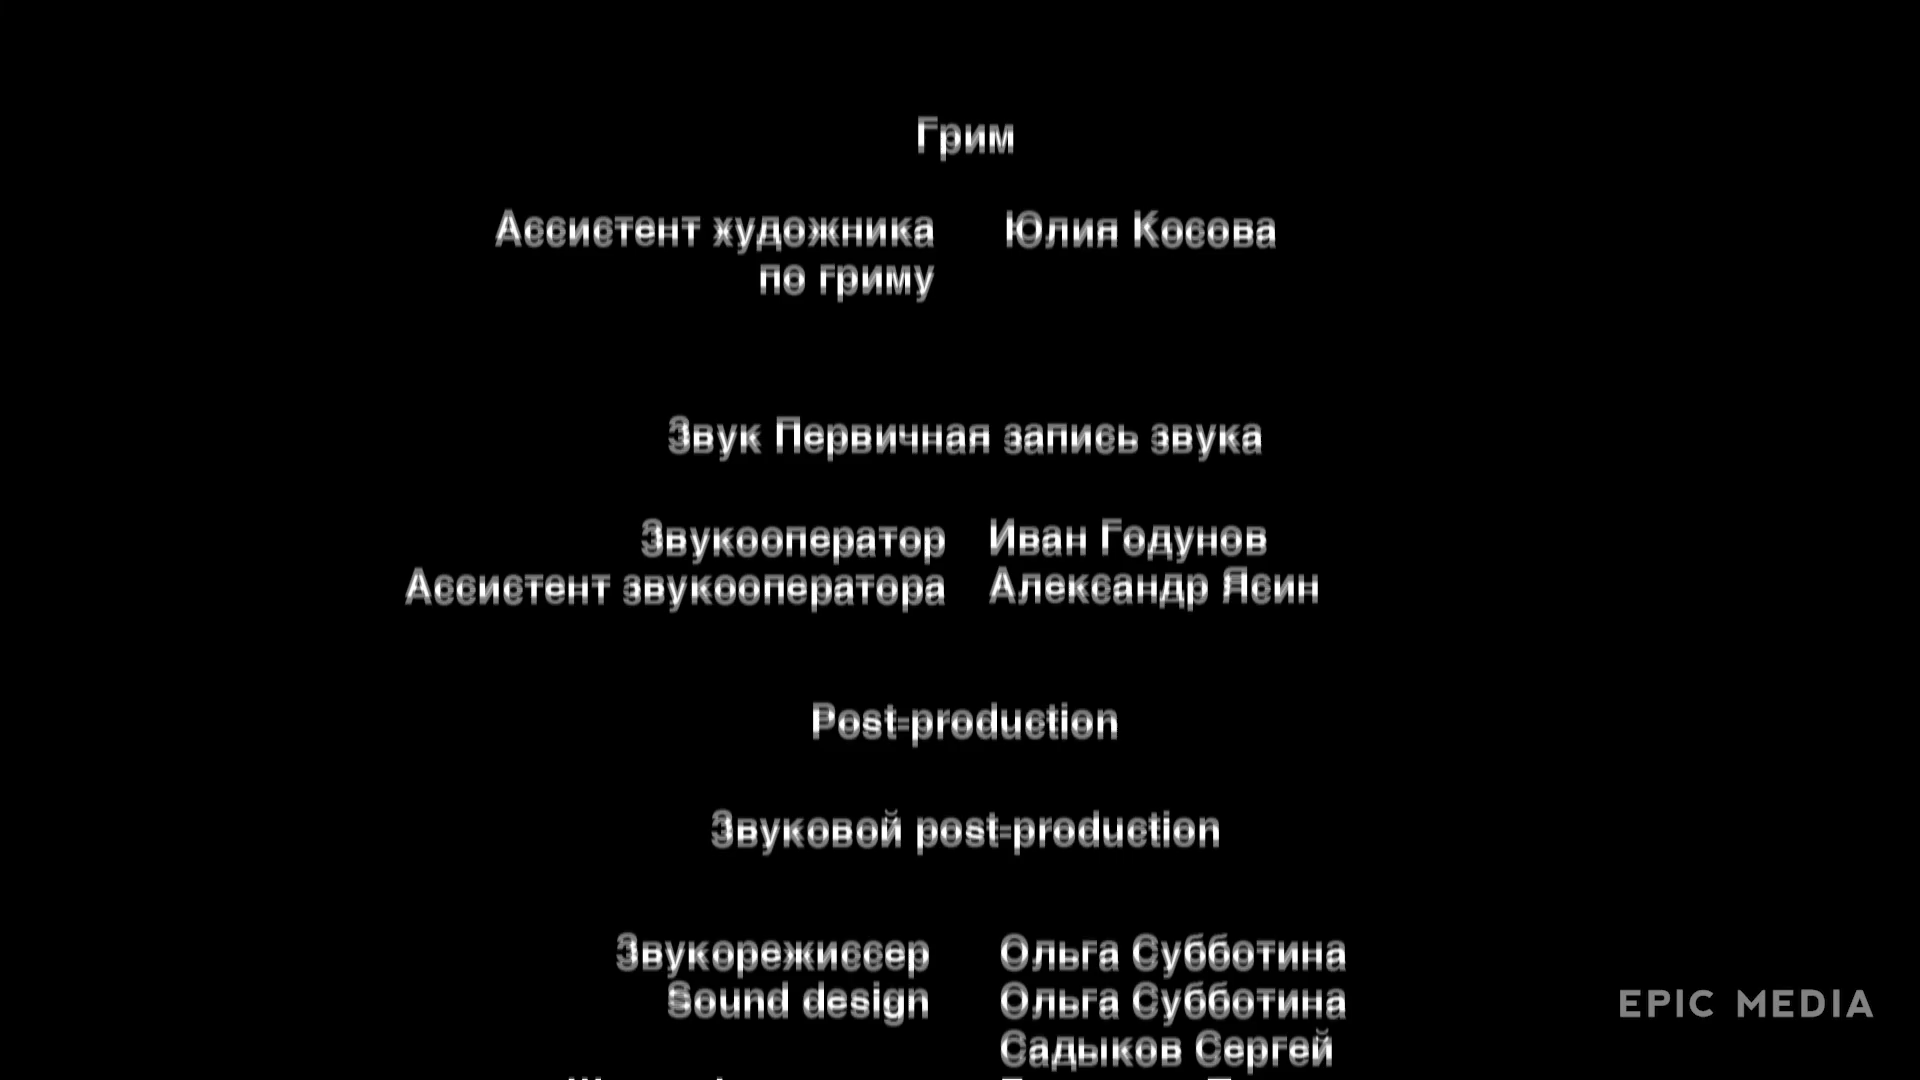 Грим
Ассистент художника Юлия Косова
по гриму
Звук Первичная запись звука
Звукооператор Иван Годунов
Ассистент звукооператора Александр Ясин
Post-production
Звуковой post-production
Звукорежиссер Ольга Субботина
Sound design Ольга Субботина
EPIC MEDIA
Садыков Сергей